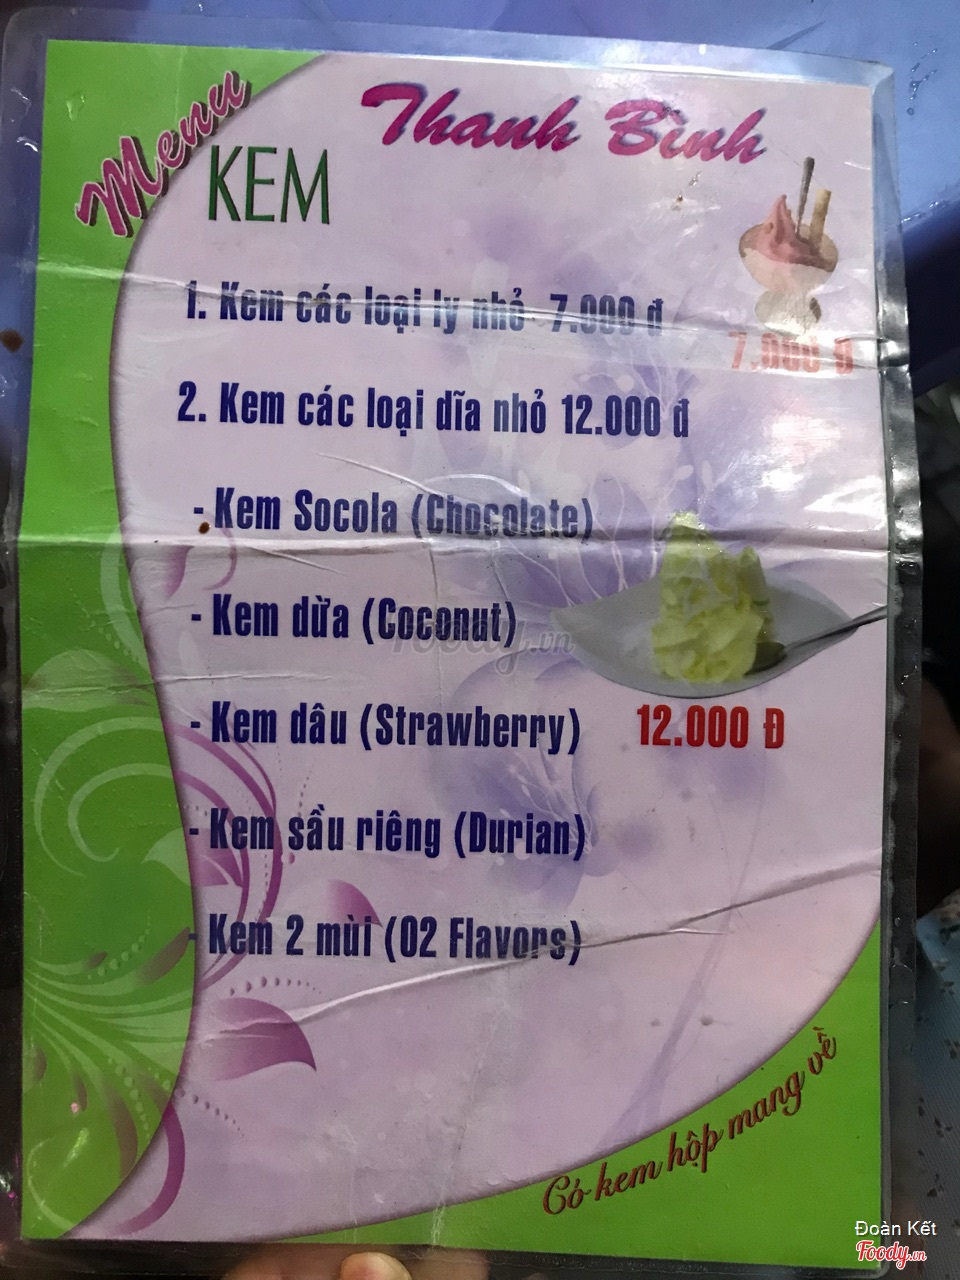 Menu
Thanh Bình
KEM
1. Kem các loại ly nhỏ 7.000 đ
7.000 Đ
2. Kem các loại dĩa nhỏ 12.000 đ
- Kem Socola (Chocolate)
- Kem dừa (Coconut)
Foody.vn
- Kem dâu (Strawberry)
12.000 Đ
- Kem sầu riêng (Durian)
- Kem 2 mùi (02 Flavors)
Có kem hộp mang về
Đoàn Kết
Foody.vn